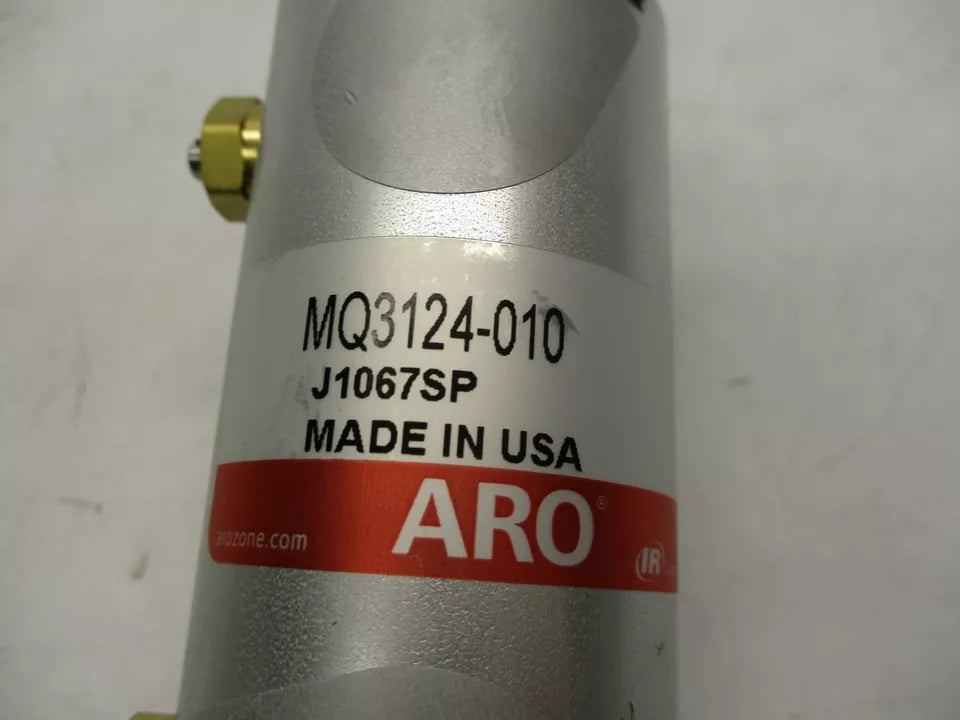 MQ3124-010
J1067SP
MADE IN USA
arozone.com ARO® IR